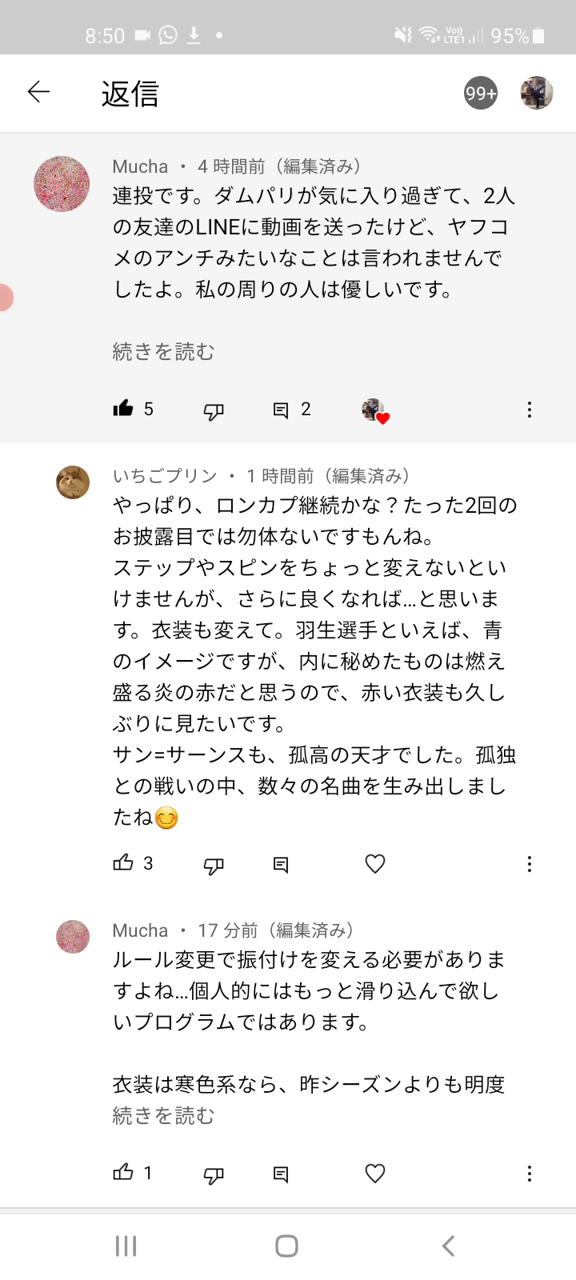 8:50
Vo))
LTE1
95%
返信
99+
Mucha ・ 4 時間前（編集済み）
連投です。ダムパリが気に入り過ぎて、2人
の友達のLINEに動画を送ったけど、ヤフコ
メのアンチみたいなことは言われませんで
したよ。私の周りの人は優しいです。
続きを読む
5
2
いちごプリン ・ 1 時間前（編集済み）
やっぱり、ロンカプ継続かな？たった2回の
お披露目では勿体ないですもんね。
ステップやスピンをちょっと変えないとい
けませんが、さらに良くなれば…と思いま
す。衣装も変えて。羽生選手といえば、青
のイメージですが、内に秘めたものは燃え
盛る炎の赤だと思うので、赤い衣装も久し
ぶりに見たいです。
サン=サーンスも、孤高の天才でした。孤独
との戦いの中、数々の名曲を生み出しまし
たね😊
3
Mucha ・ 17 分前（編集済み）
ルール変更で振付けを変える必要がありま
すよね…個人的にはもっと滑り込んで欲し
いプログラムではあります。
衣装は寒色系なら、昨シーズンよりも明度
続きを読む
1